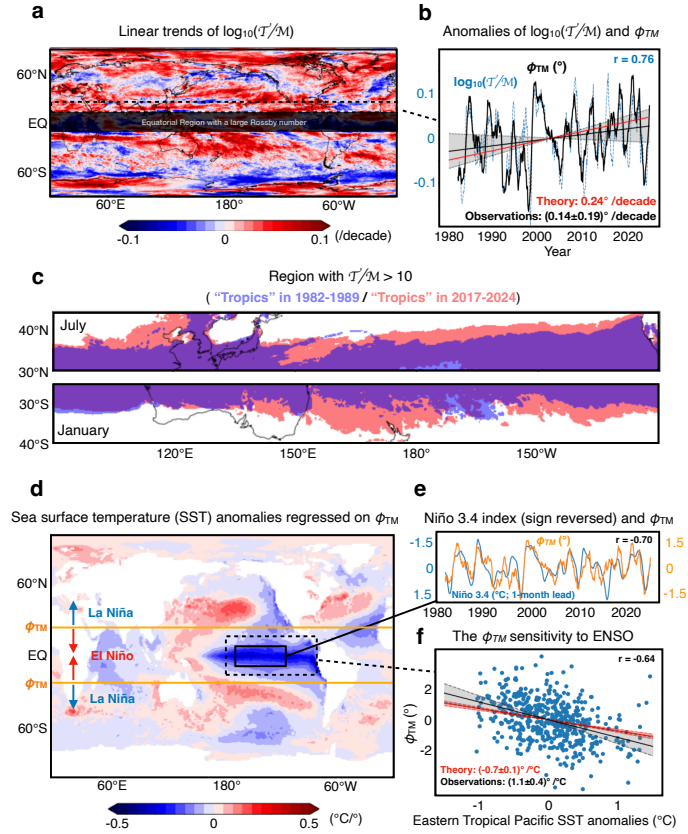 a
Linear trends of log₁₀(𝒯′/ℳ)
60°N
EQ
Equatorial Region with a large Rossby number
60°S
60°E
180°
60°W
-0.1
0
0.1
(/decade)
b
Anomalies of log₁₀(𝒯′/ℳ) and ϕTM
ϕTM (°)
r = 0.76
log₁₀(𝒯′/ℳ)
0.1
0
-0.1
Theory: 0.24° /decade
Observations: (0.14±0.19)° /decade
1980
1990
2000
2010
2020
Year
c
Region with 𝒯′/ℳ > 10
( “Tropics” in 1982-1989 / “Tropics” in 2017-2024)
40°N
July
30°N
30°S
January
40°S
120°E
150°E
180°
150°W
d
Sea surface temperature (SST) anomalies regressed on ϕTM
60°N
La Niña
ϕTM
EQ
El Niño
ϕTM
La Niña
60°S
60°E
180°
60°W
-0.5
0
0.5
(°C/°)
e
Niño 3.4 index (sign reversed) and ϕTM
-1.5
ϕTM (°)
r = -0.70
1.5
0
0
1.5
Niño 3.4 (°C; 1-month lead)
-1.5
1980
1990
2000
2010
2020
f
The ϕTM sensitivity to ENSO
r = -0.64
ϕTM (°)
2
0
-2
Theory: (-0.7±0.1)° /°C
Observations: (1.1±0.4)° /°C
-1
0
1
Eastern Tropical Pacific SST anomalies (°C)